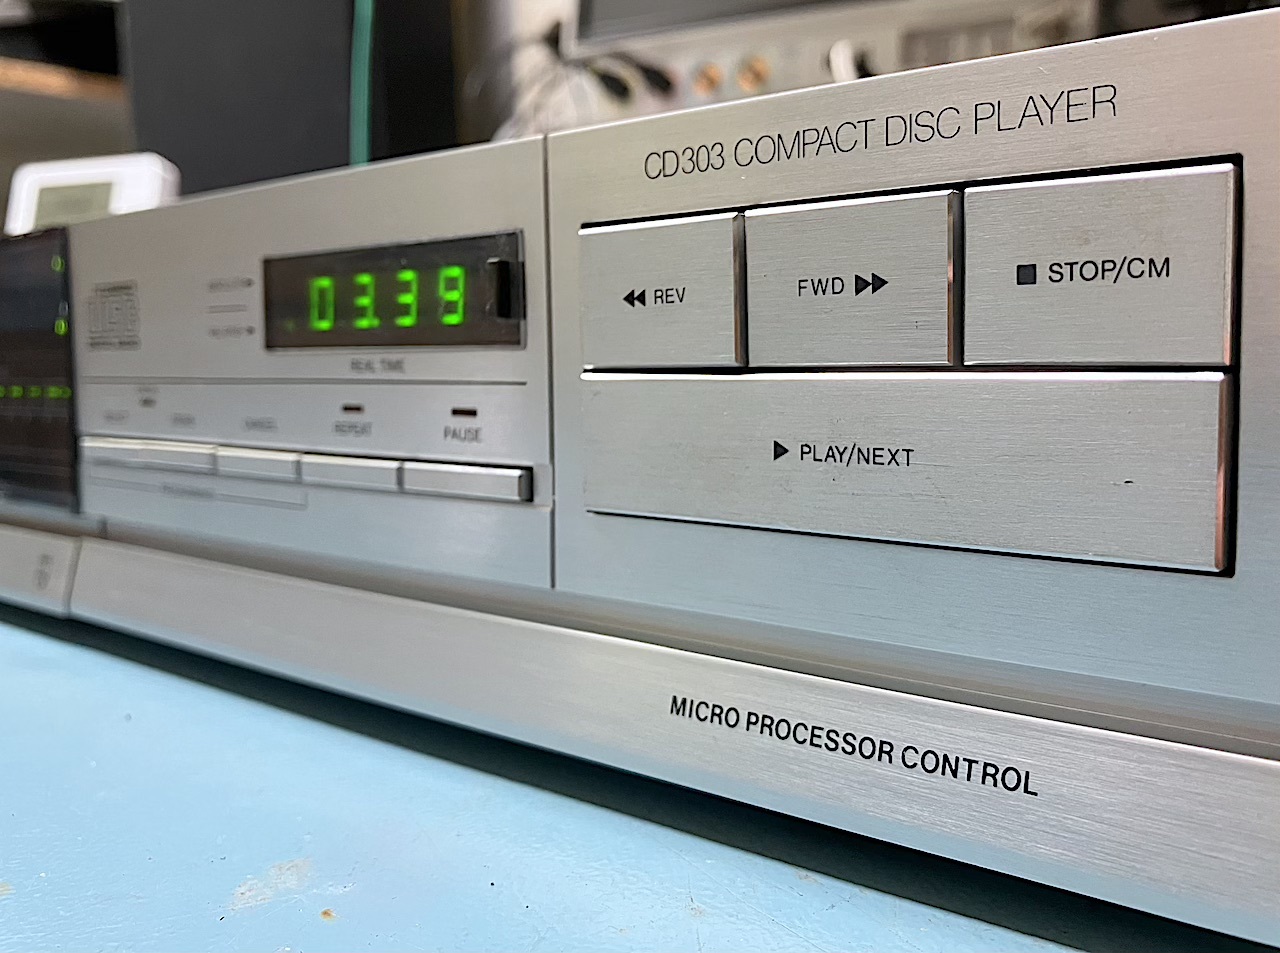 CD303 COMPACT DISC PLAYER
REV
FWD
STOP/CM
03.39
REAL TIME
REPEAT
PAUSE
PLAY/NEXT
MICRO PROCESSOR CONTROL